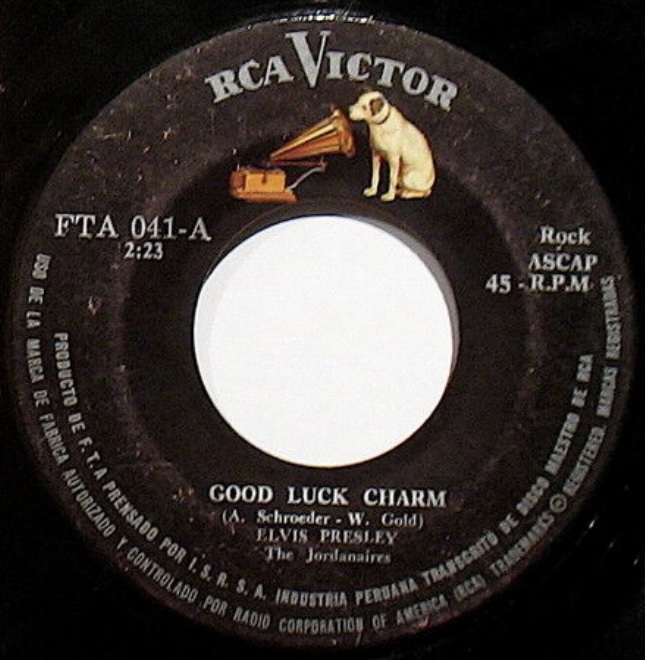 RCA VICTOR
FTA 041-A
2:23
Rock
ASCAP
45 - R.P.M.
GOOD LUCK CHARM
(A. Schroeder - W. Gold)
ELVIS PRESLEY
The Jordanaires
PRODUCTO DE F. T. A PRENSADO POR I. S. R. S. A. INDUSTRIA PERUANA TRANSCRITO DE DISCO MAESTRO DE RCA
USO DE LA MARCA DE FABRICA AUTORIZADO Y CONTROLADO POR RADIO CORPORATION OF AMERICA (RCA) TRADEMARKS © REGISTERED. MARCAS REGISTRADAS